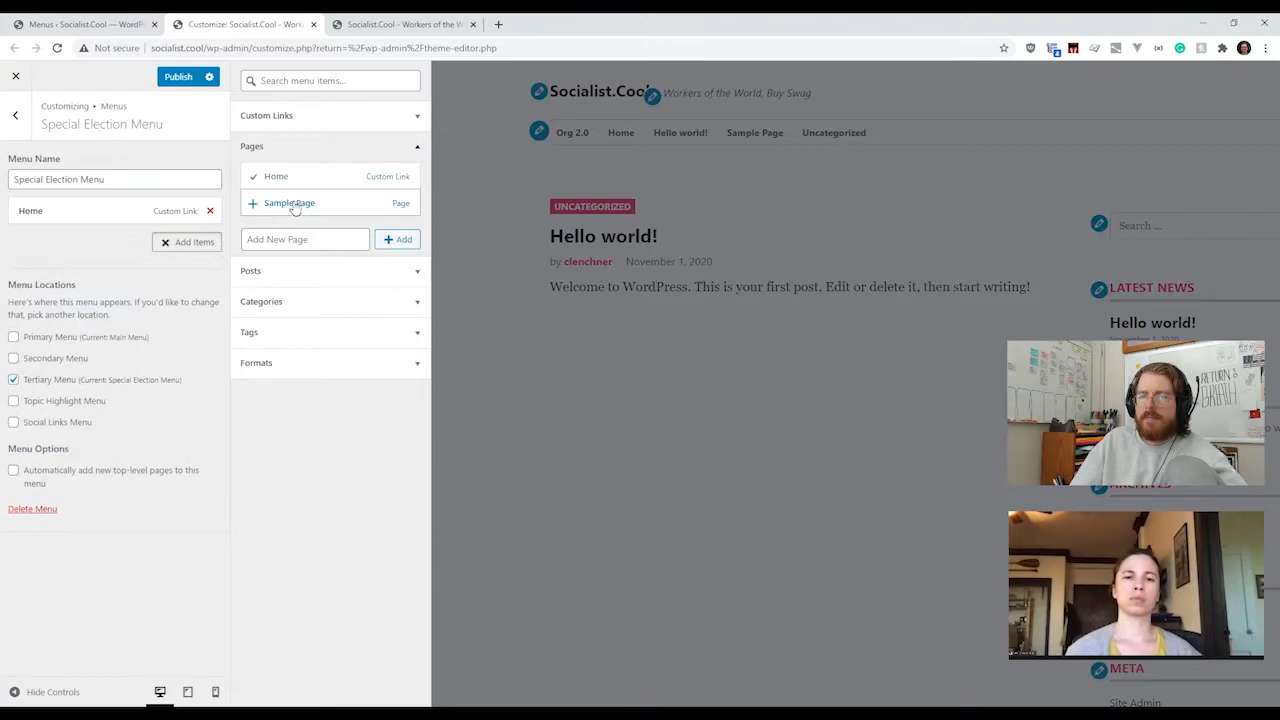 Menus ‹ Socialist.Cool — WordPr
Customize: Socialist.Cool - Worke
Socialist.Cool - Workers of the W
Not secure
socialist.cool/wp-admin/customize.php?return=%2Fwp-admin%2Ftheme-editor.php
Publish
Customizing • Menus
Special Election Menu
Menu Name
Special Election Menu
Home Custom Link
Add Items
Menu Locations
Here's where this menu appears. If you'd like to change
that, pick another location.
Primary Menu (Current: Main Menu)
Secondary Menu
Tertiary Menu (Current: Special Election Menu)
Topic Highlight Menu
Social Links Menu
Menu Options
Automatically add new top-level pages to this
menu
Delete Menu
Hide Controls
Search menu items...
Custom Links
Pages
Home Custom Link
Sample Page Page
Add New Page
Add
Posts
Categories
Tags
Formats
Socialist.Cool
Workers of the World, Buy Swag
Org 2.0 Home Hello world! Sample Page Uncategorized
UNCATEGORIZED
Hello world!
by clenchner November 1, 2020
Welcome to WordPress. This is your first post. Edit or delete it, then start writing!
Search …
LATEST NEWS
Hello world!
November 1, 2020
RETURN
BREATH
ARCHIVES
META
Site Admin